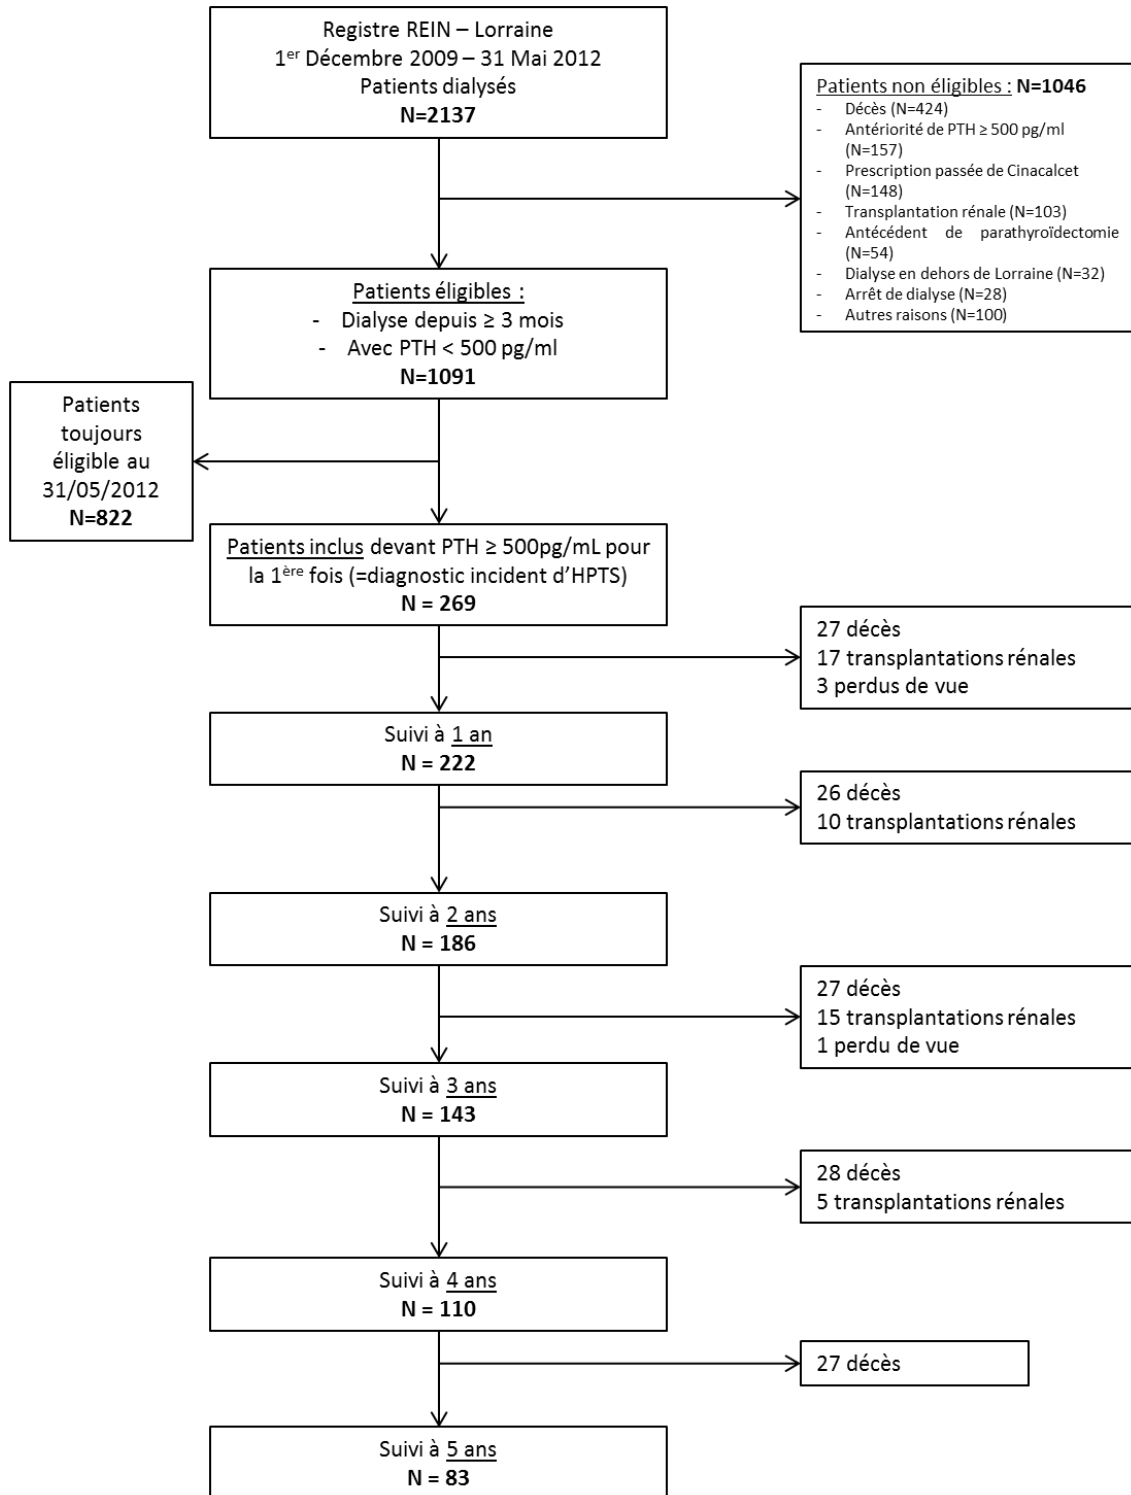 Registre REIN – Lorraine
1er Décembre 2009 – 31 Mai 2012
Patients dialysés
N=2137
Patients non éligibles : N=1046
- Décès (N=424)
- Antériorité de PTH ≥ 500 pg/ml
(N=157)
- Prescription passée de Cinacalcet
(N=148)
- Transplantation rénale (N=103)
- Antécédent de parathyroïdectomie
(N=54)
- Dialyse en dehors de Lorraine (N=32)
- Arrêt de dialyse (N=28)
- Autres raisons (N=100)
Patients éligibles :
- Dialyse depuis ≥ 3 mois
- Avec PTH < 500 pg/ml
N=1091
Patients
toujours
éligible au
31/05/2012
N=822
Patients inclus devant PTH ≥ 500pg/mL pour
la 1ère fois (=diagnostic incident d’HPTS)
N = 269
27 décès
17 transplantations rénales
3 perdus de vue
Suivi à 1 an
N = 222
26 décès
10 transplantations rénales
Suivi à 2 ans
N = 186
27 décès
15 transplantations rénales
1 perdu de vue
Suivi à 3 ans
N = 143
28 décès
5 transplantations rénales
Suivi à 4 ans
N = 110
27 décès
Suivi à 5 ans
N = 83